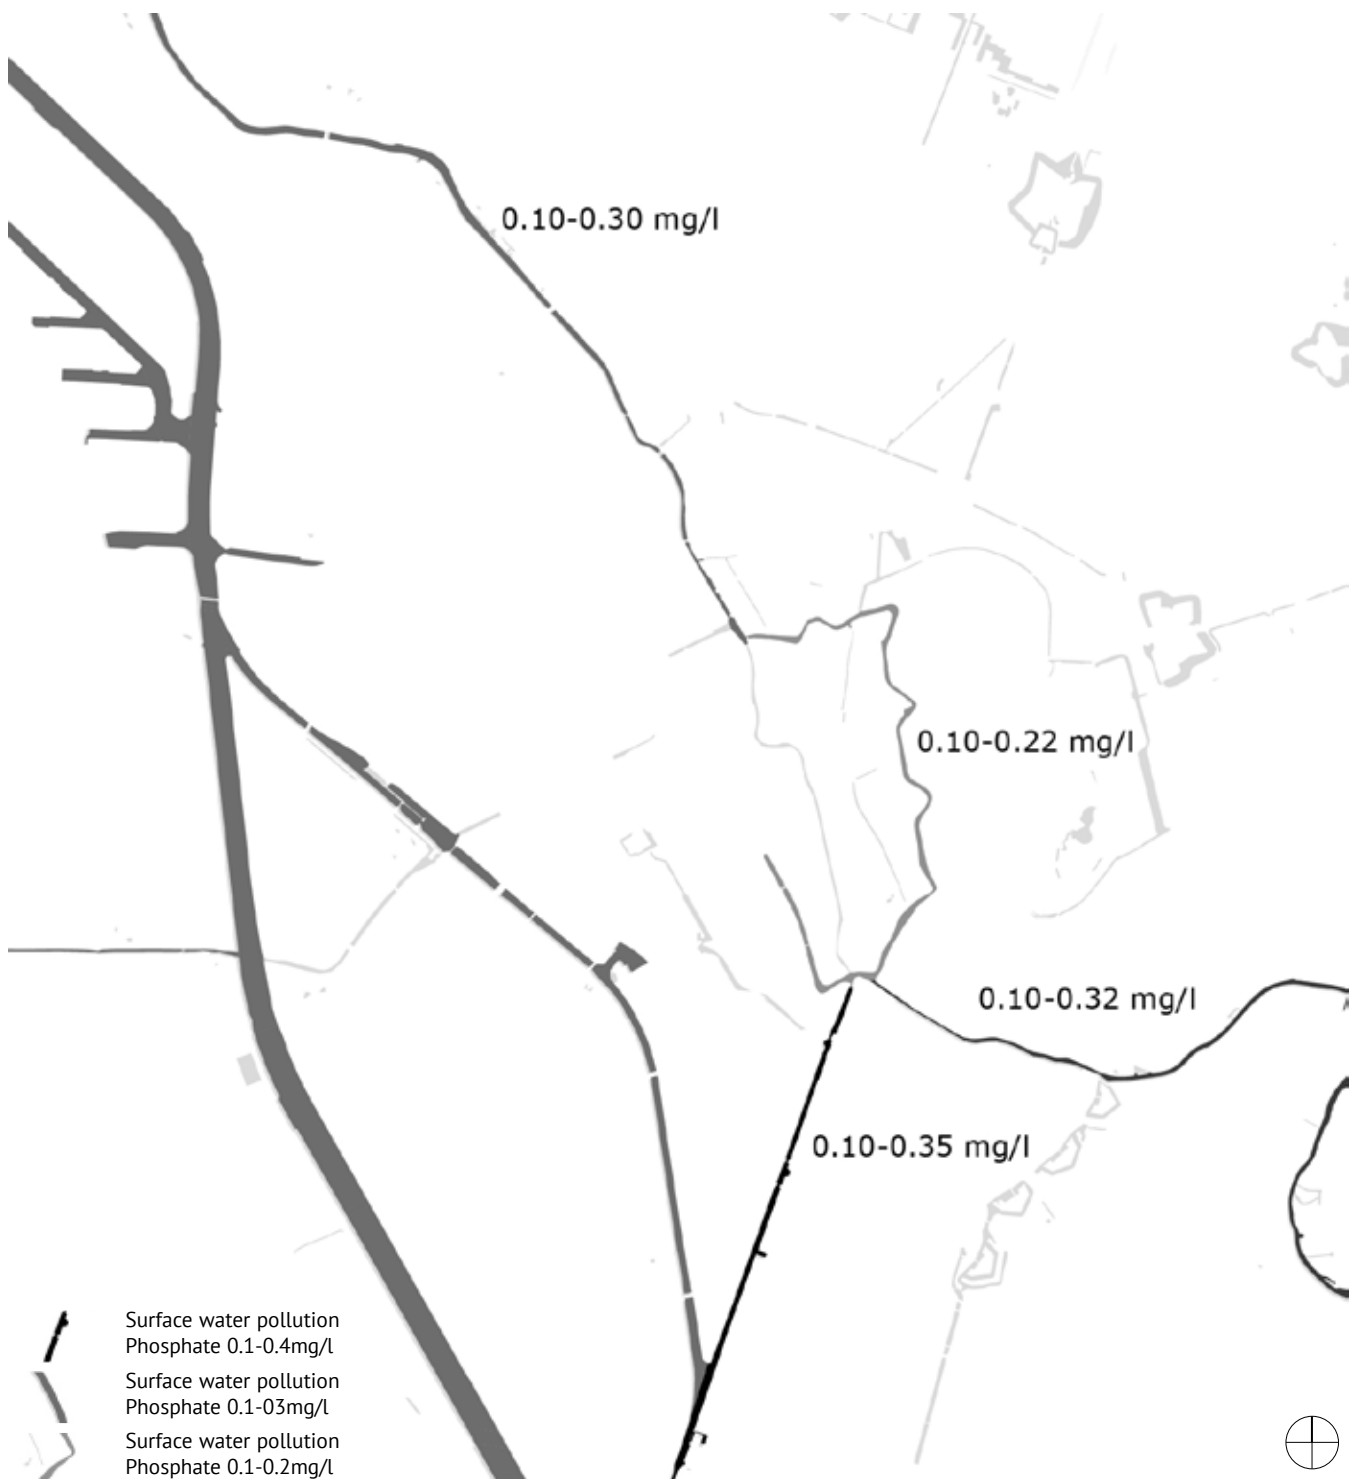 0.10-0.30 mg/l
0.10-0.22 mg/l
0.10-0.32 mg/l
0.10-0.35 mg/l
Surface water pollution
Phosphate 0.1-0.4mg/l
Surface water pollution
Phosphate 0.1-03mg/l
Surface water pollution
Phosphate 0.1-0.2mg/l